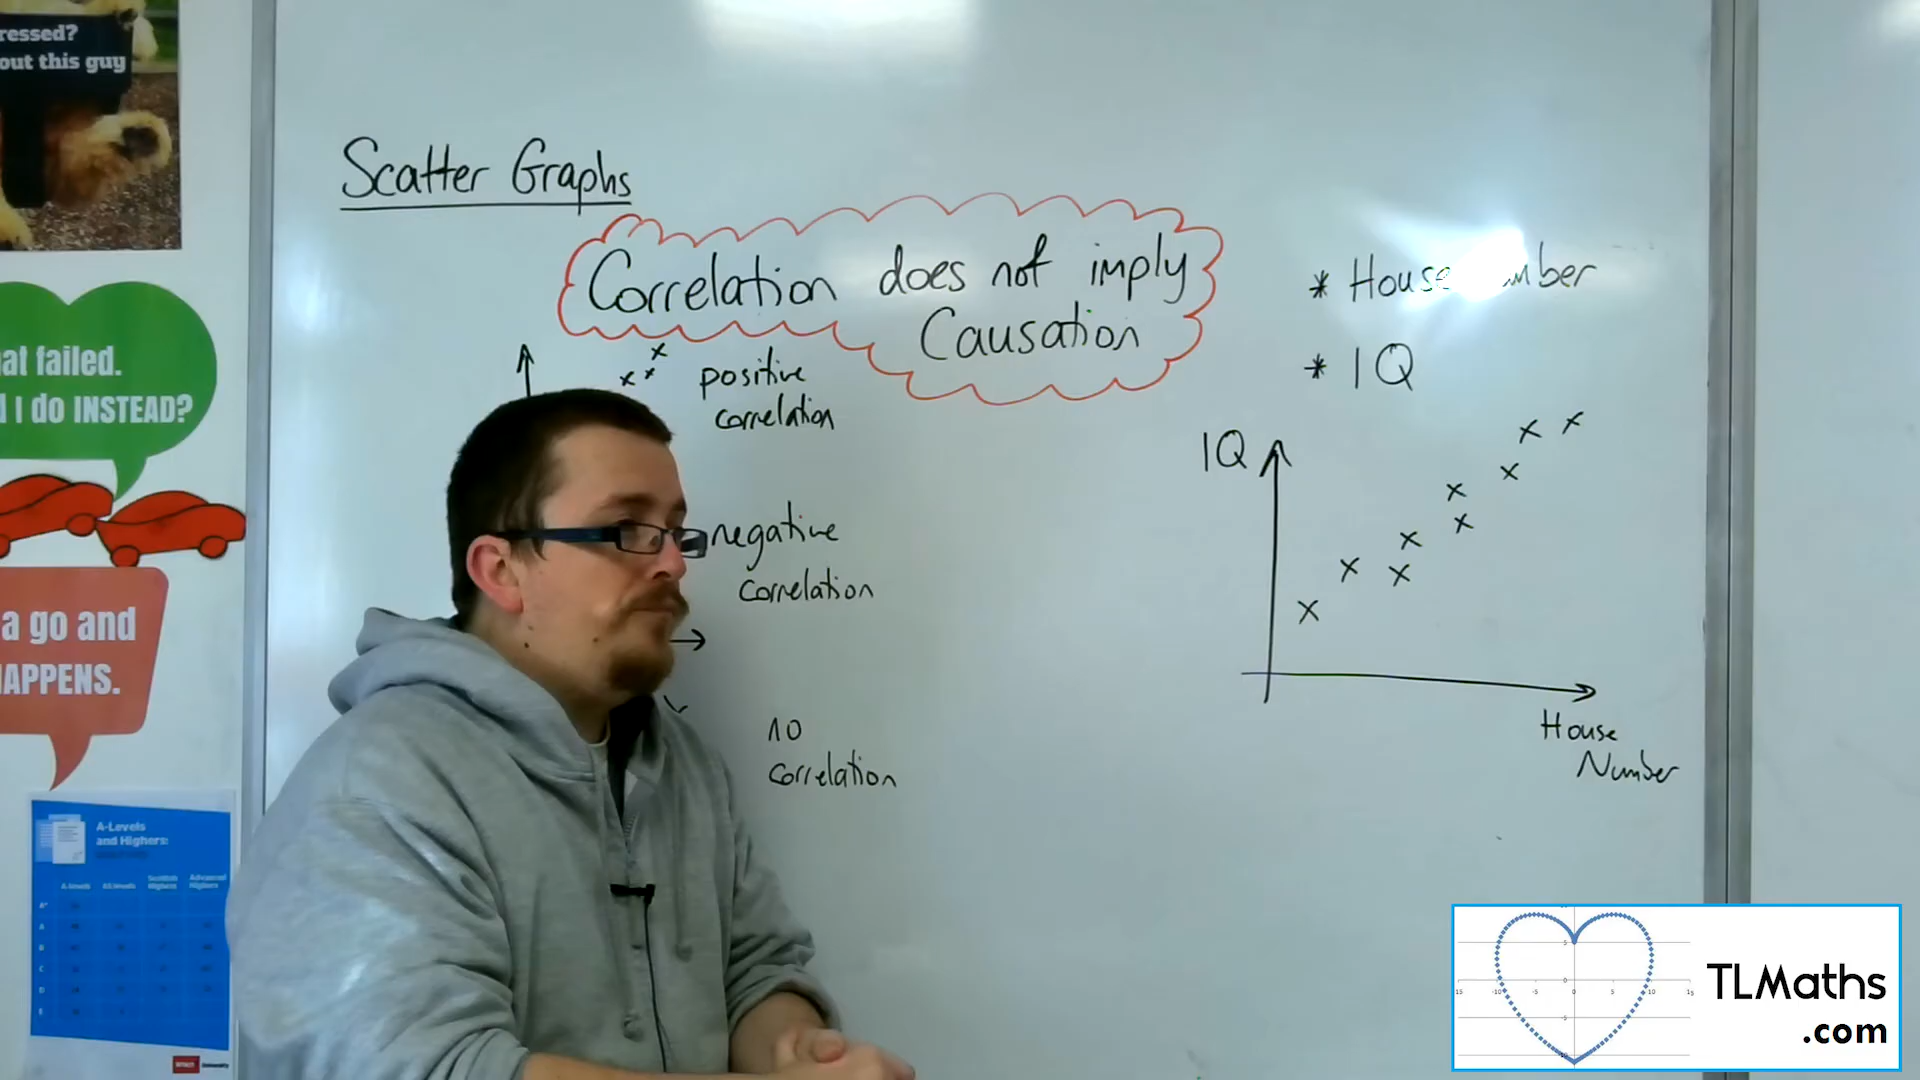 ressed?
out this guy
at failed.
I do INSTEAD?
a go and
APPENS.
A-Levels
and Highers:
Scatter Graphs
Correlation does not imply
Causation
positive
correlation
negative
correlation
no
correlation
* House mber
* IQ
IQ
House
Number
TLMaths
.com